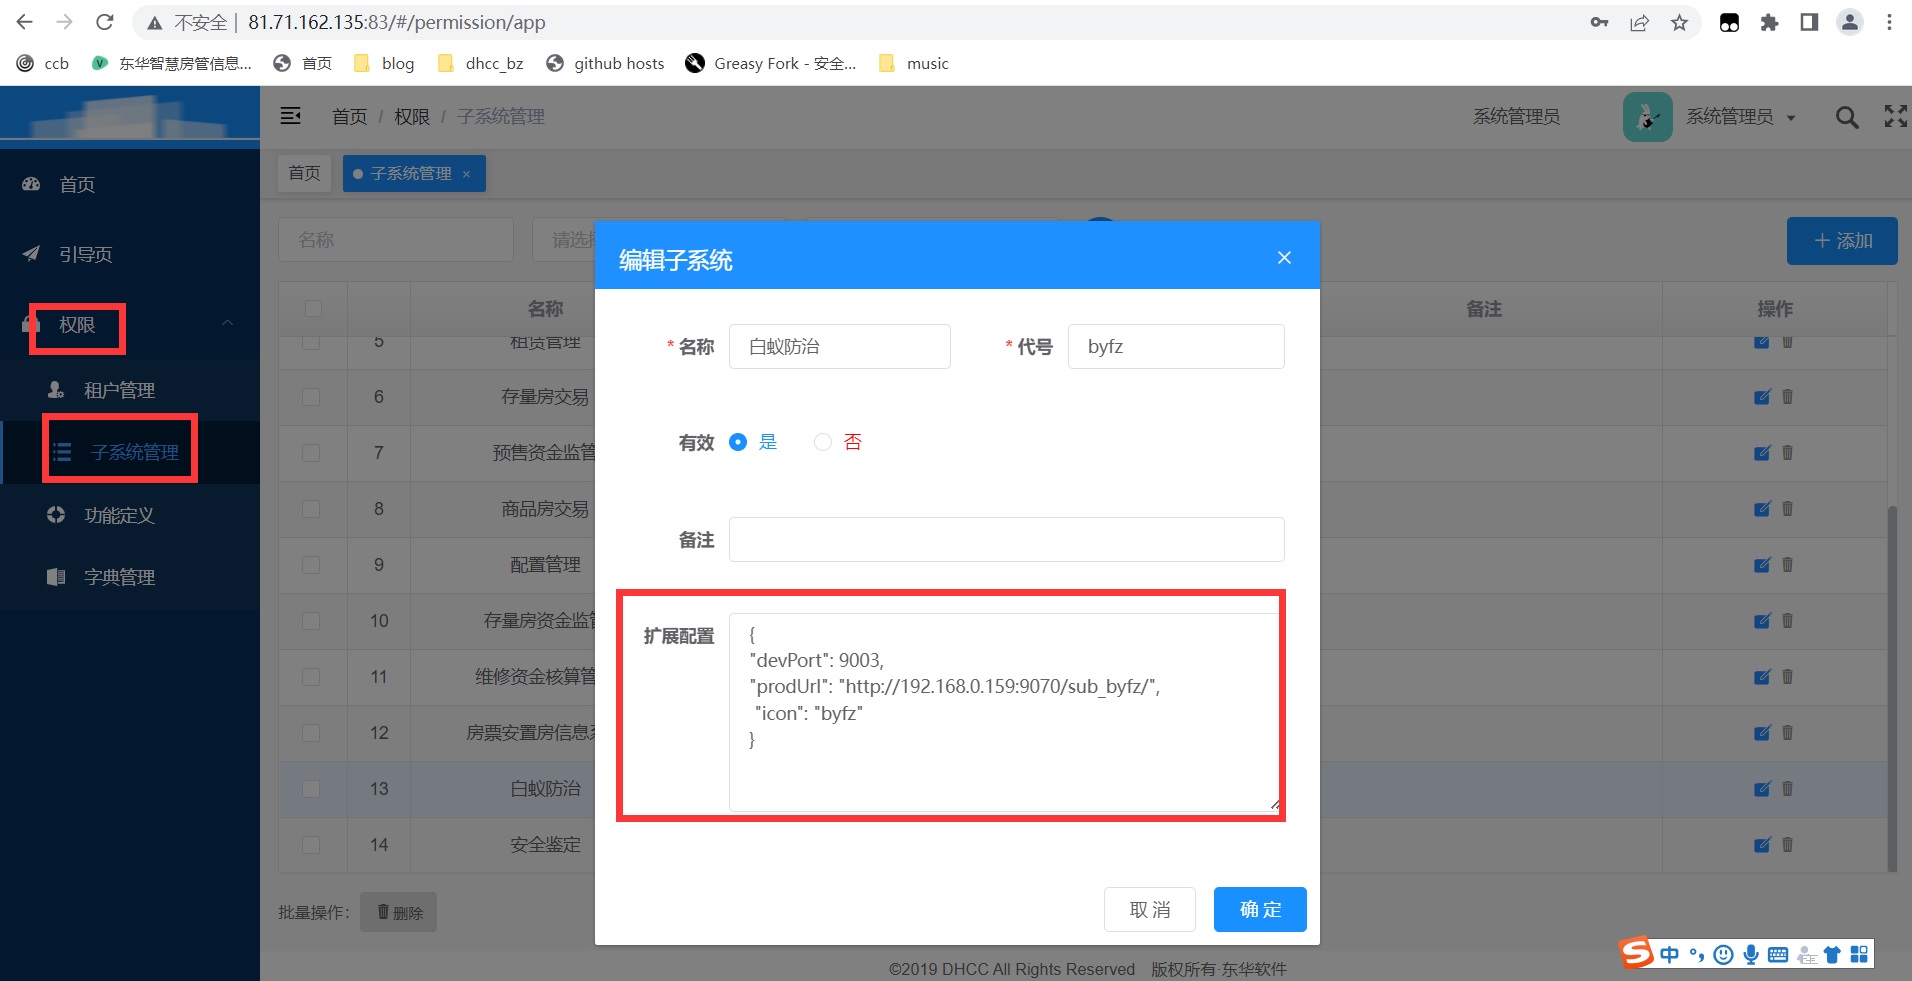 不安全 | 81.71.162.135:83/#/permission/app
ccb
东华智慧房管信息...
首页
blog
dhcc_bz
github hosts
Greasy Fork - 安全...
music
首页 / 权限 / 子系统管理
系统管理员
系统管理员
首页
子系统管理 ×
首页
引导页
权限
租户管理
子系统管理
功能定义
字典管理
名称
请选择
+ 添加
名称
备注
操作
5 租赁管理
6 存量房交易
7 预售资金监管
8 商品房交易
9 配置管理
10 存量房资金监管
11 维修资金核算管
12 房票安置房信息系
13 白蚁防治
14 安全鉴定
批量操作:
删除
编辑子系统
* 名称 白蚁防治
* 代号 byfz
有效 是 否
备注
扩展配置
{
"devPort": 9003,
"prodUrl": "http://192.168.0.159:9070/sub_byfz/",
"icon": "byfz"
}
取 消
确 定
©2019 DHCC All Rights Reserved 版权所有·东华软件
中